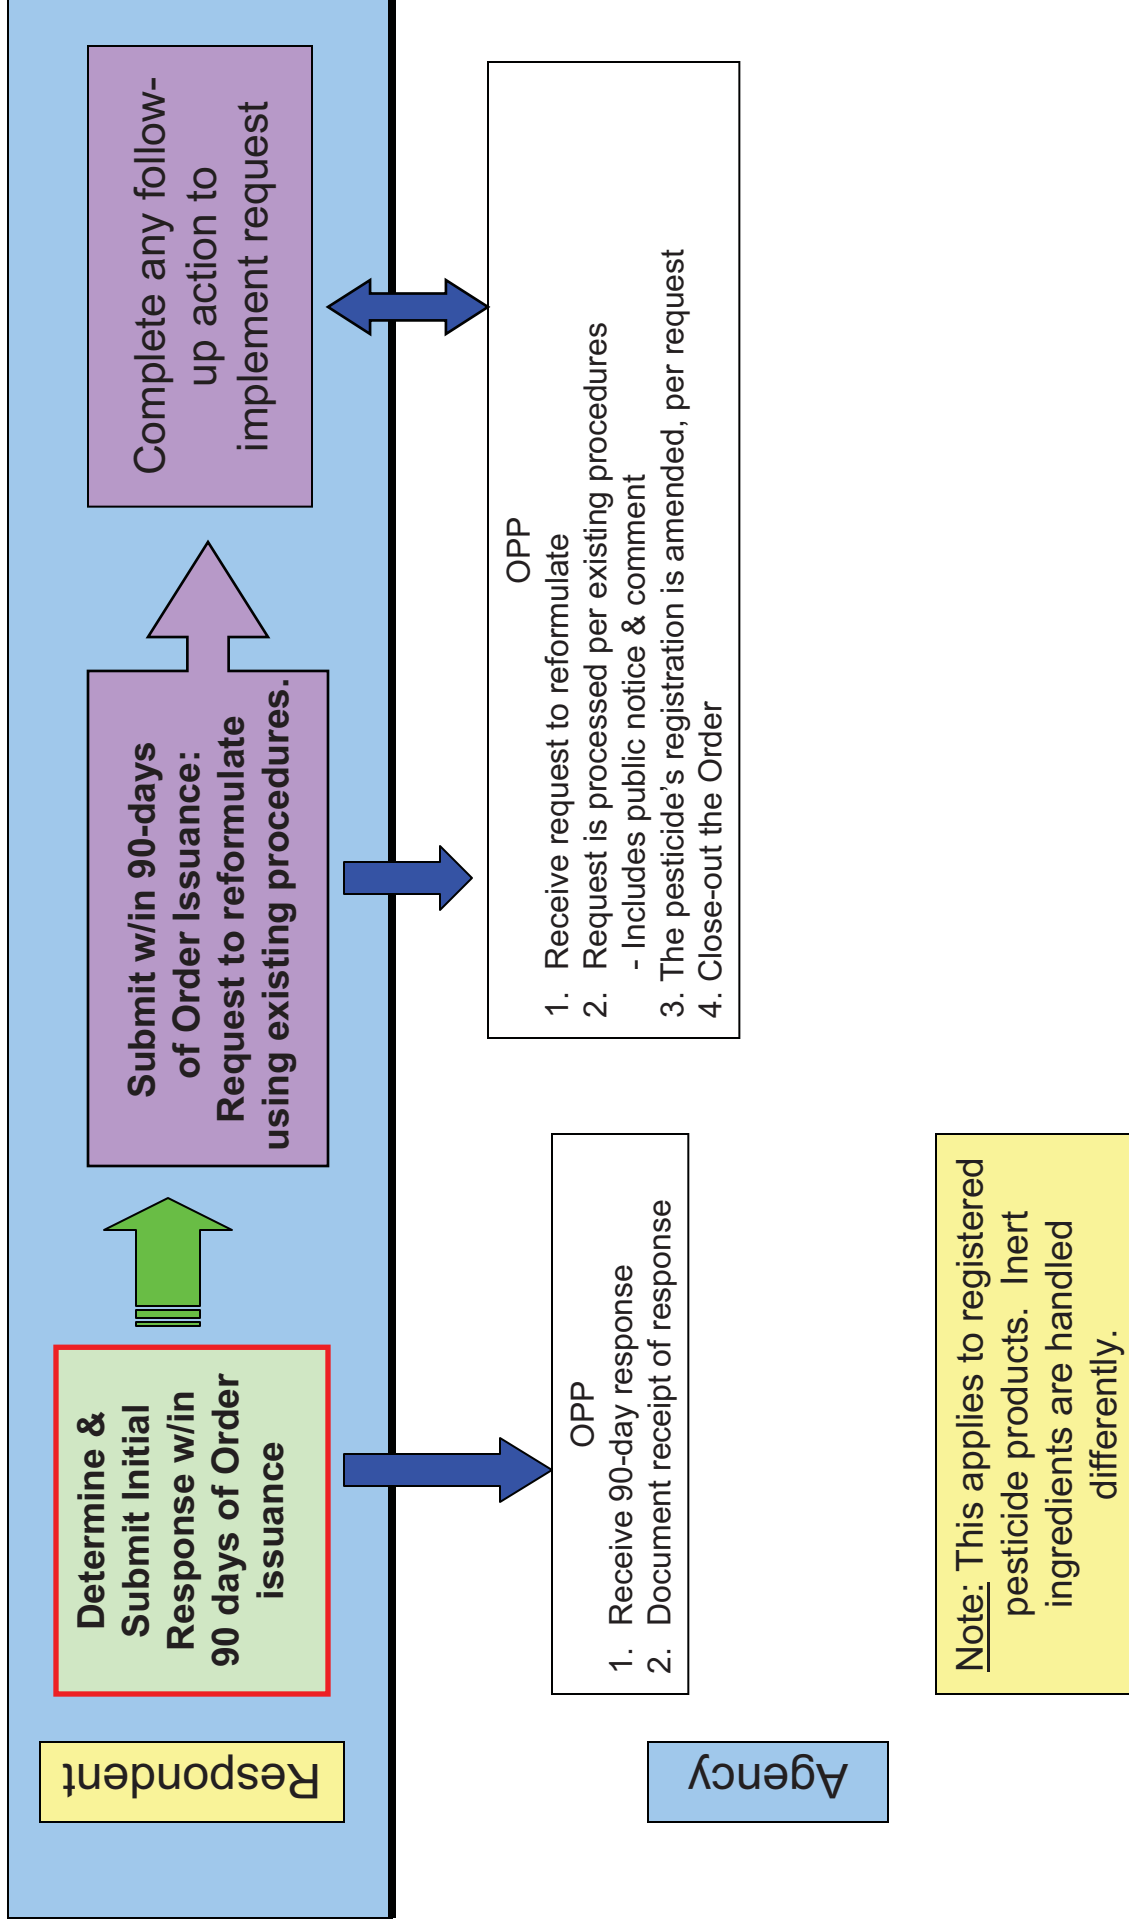 Respondent
Determine &
Submit Initial
Response w/in
90 days of Order
issuance
Submit w/in 90-days
of Order Issuance:
Request to reformulate
using existing procedures.
Complete any follow-
up action to
implement request
Agency
OPP
1. Receive 90-day response
2. Document receipt of response
OPP
1. Receive request to reformulate
2. Request is processed per existing procedures
- Includes public notice & comment
3. The pesticide’s registration is amended, per request
4. Close-out the Order
Note: This applies to registered
pesticide products. Inert
ingredients are handled
differently.